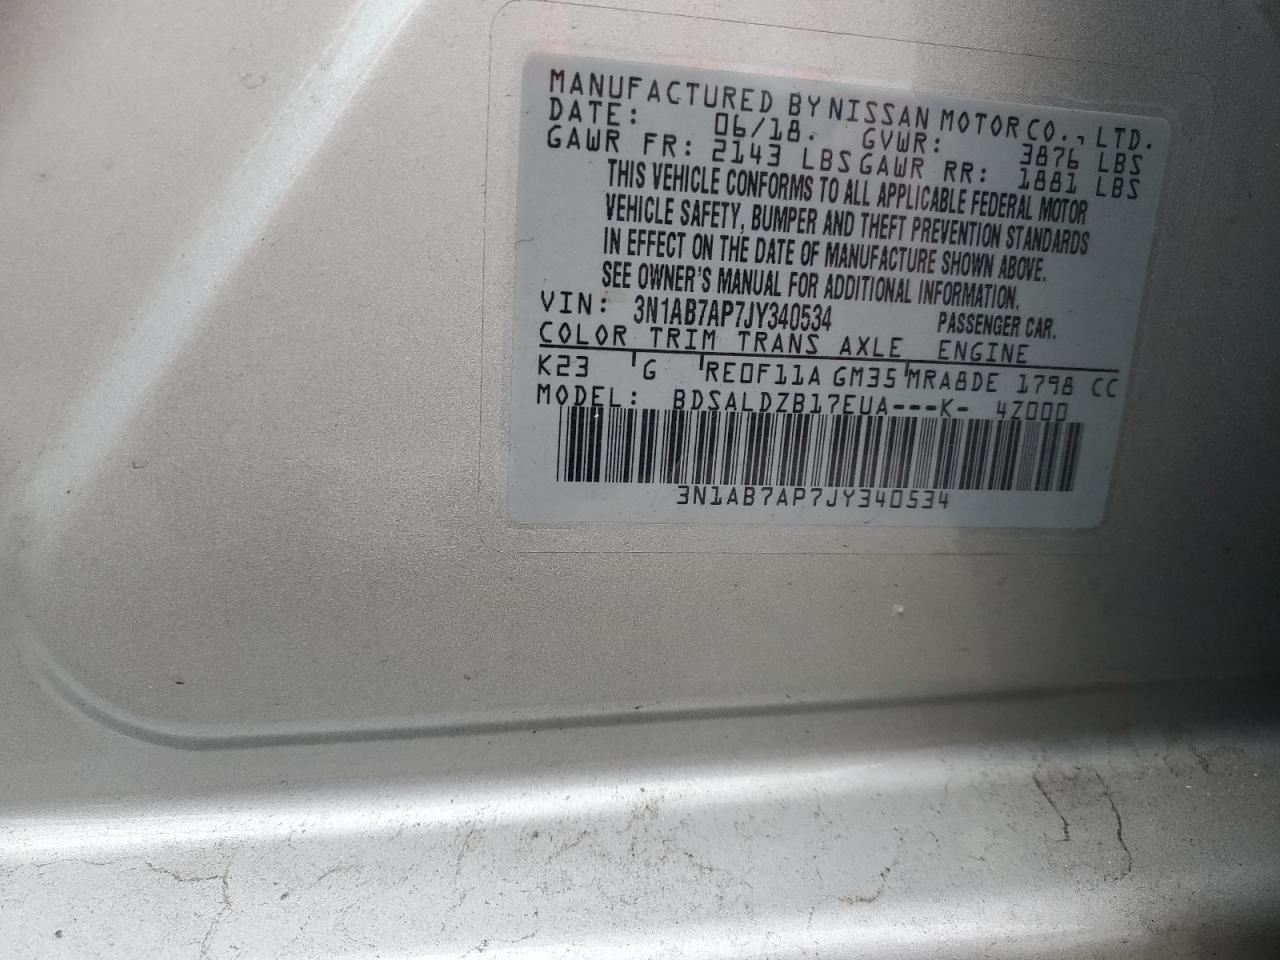 MANUFACTURED BY NISSAN MOTOR CO., LTD.
DATE: 06/18. GVWR: 3876 LBS
GAWR FR: 2143 LBS GAWR RR: 1881 LBS
THIS VEHICLE CONFORMS TO ALL APPLICABLE FEDERAL MOTOR
VEHICLE SAFETY, BUMPER AND THEFT PREVENTION STANDARDS
IN EFFECT ON THE DATE OF MANUFACTURE SHOWN ABOVE.
SEE OWNER'S MANUAL FOR ADDITIONAL INFORMATION.
VIN: 3N1AB7AP7JY340534 PASSENGER CAR.
COLOR TRIM TRANS AXLE ENGINE
K23 G RE0F11A GM35 MRA8DE 1798 CC
MODEL: BDSALDZB17EUA---K- 4Z000
3N1AB7AP7JY340534